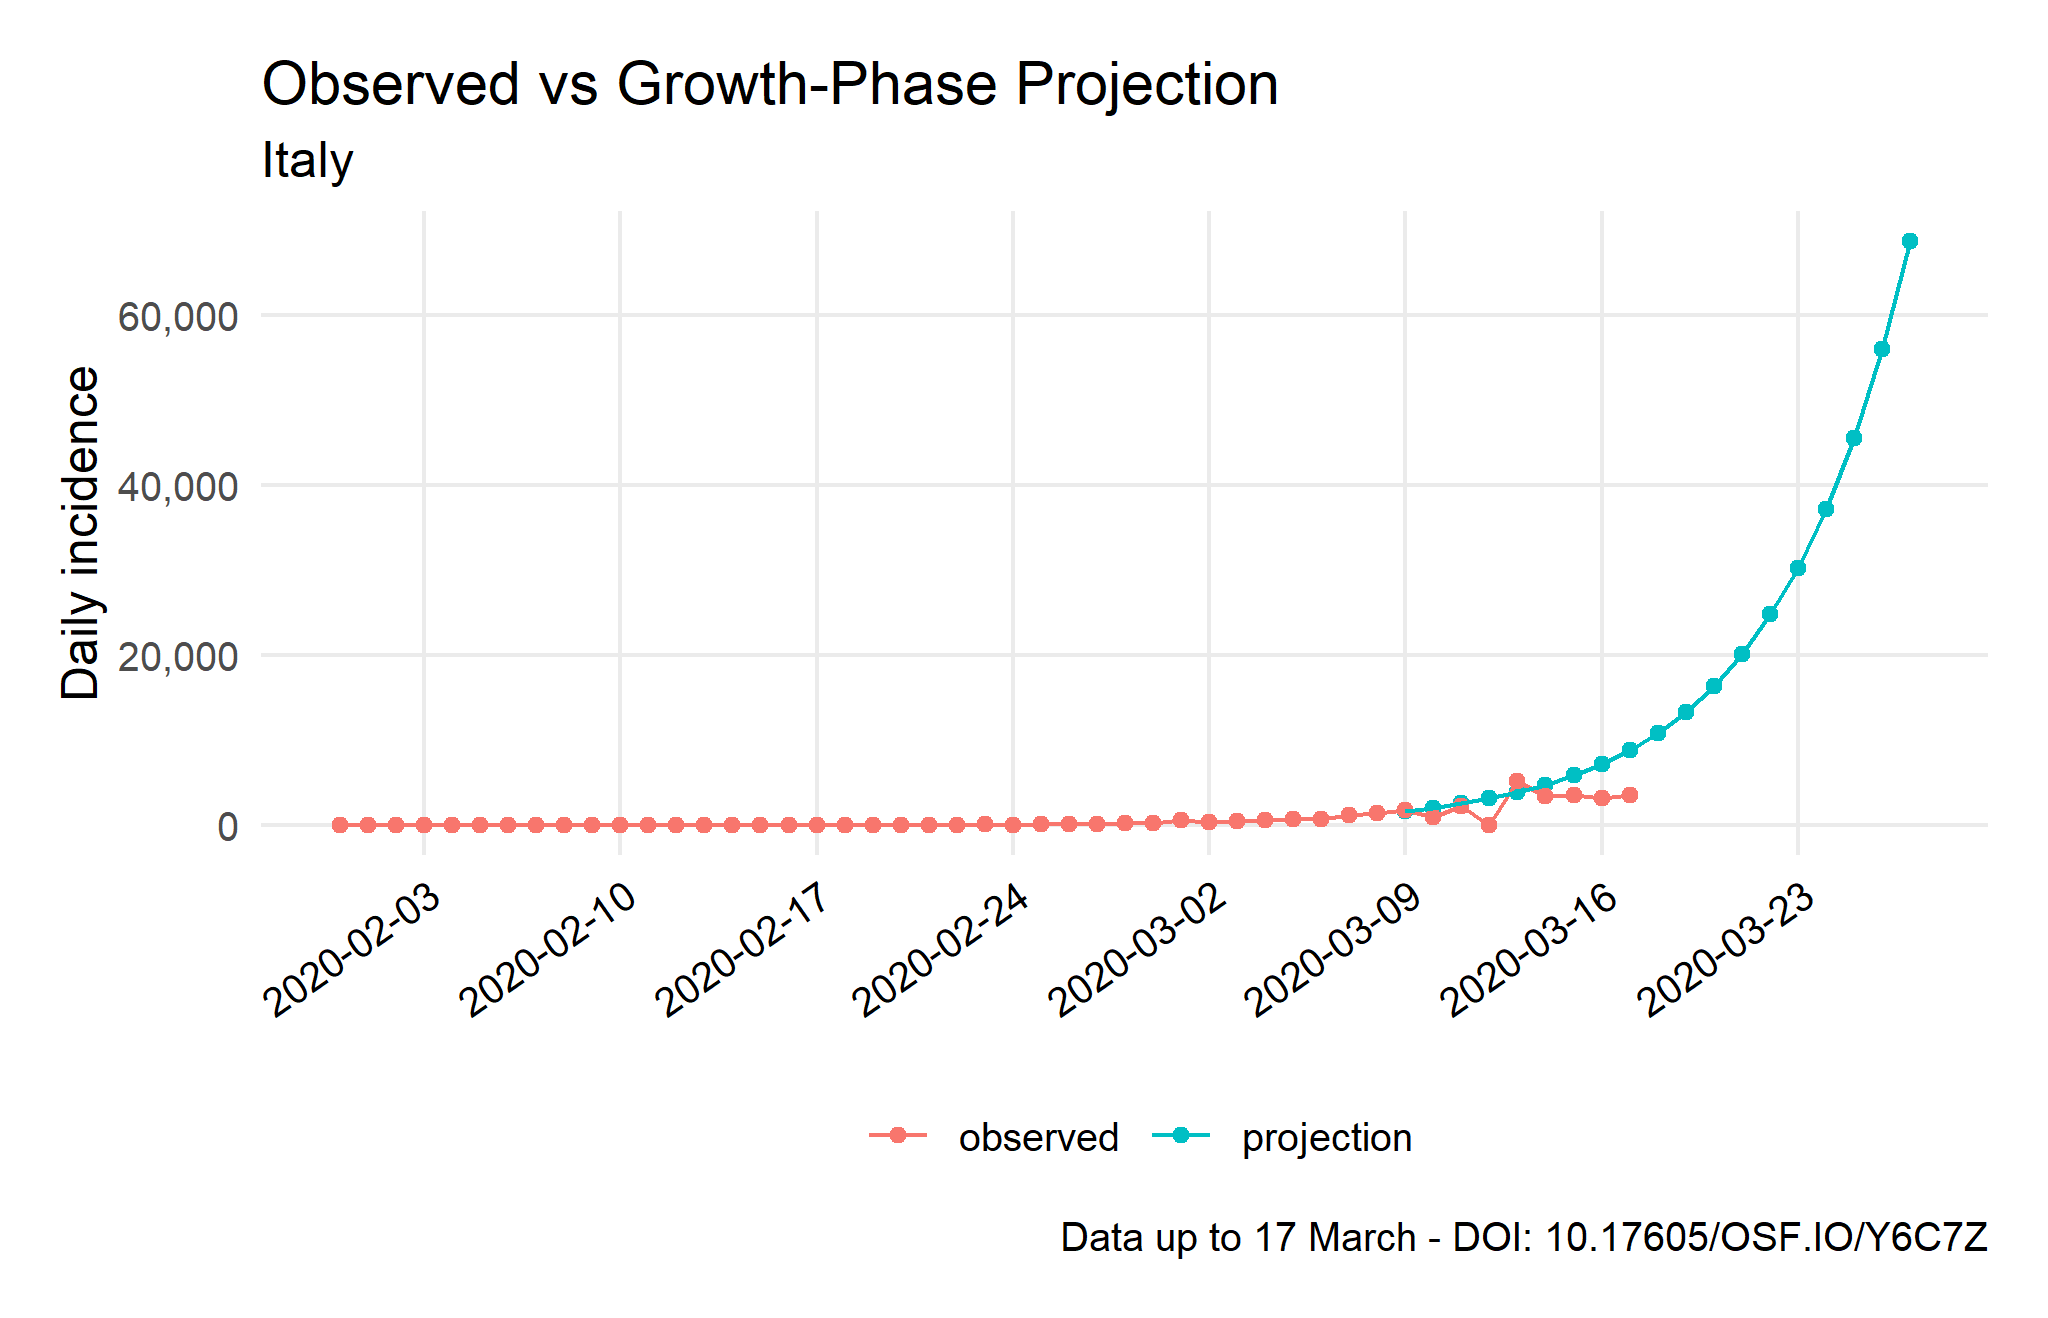 Observed vs Growth-Phase Projection
Italy
Daily incidence
60,000
40,000
20,000
0
2020-02-03
2020-02-10
2020-02-17
2020-02-24
2020-03-02
2020-03-09
2020-03-16
2020-03-23
observed
projection
Data up to 17 March - DOI: 10.17605/OSF.IO/Y6C7Z